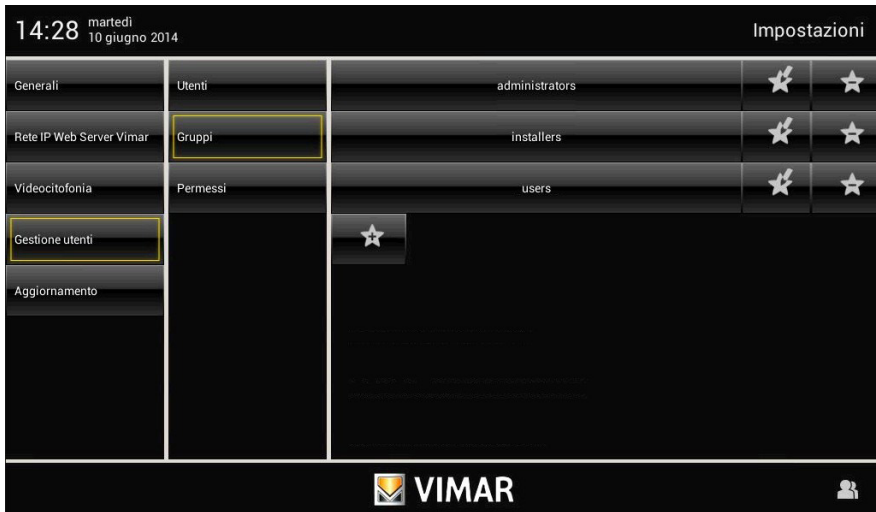 14:28 martedì
10 giugno 2014
Impostazioni
Generali
Utenti
administrators
Rete IP Web Server Vimar
Gruppi
installers
Videocitofonia
Permessi
users
Gestione utenti
Aggiornamento
VIMAR